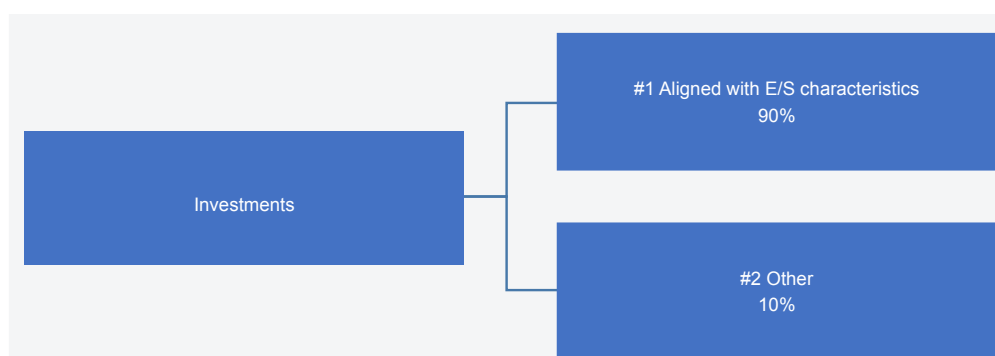 Investments
#1 Aligned with E/S characteristics
90%
#2 Other
10%